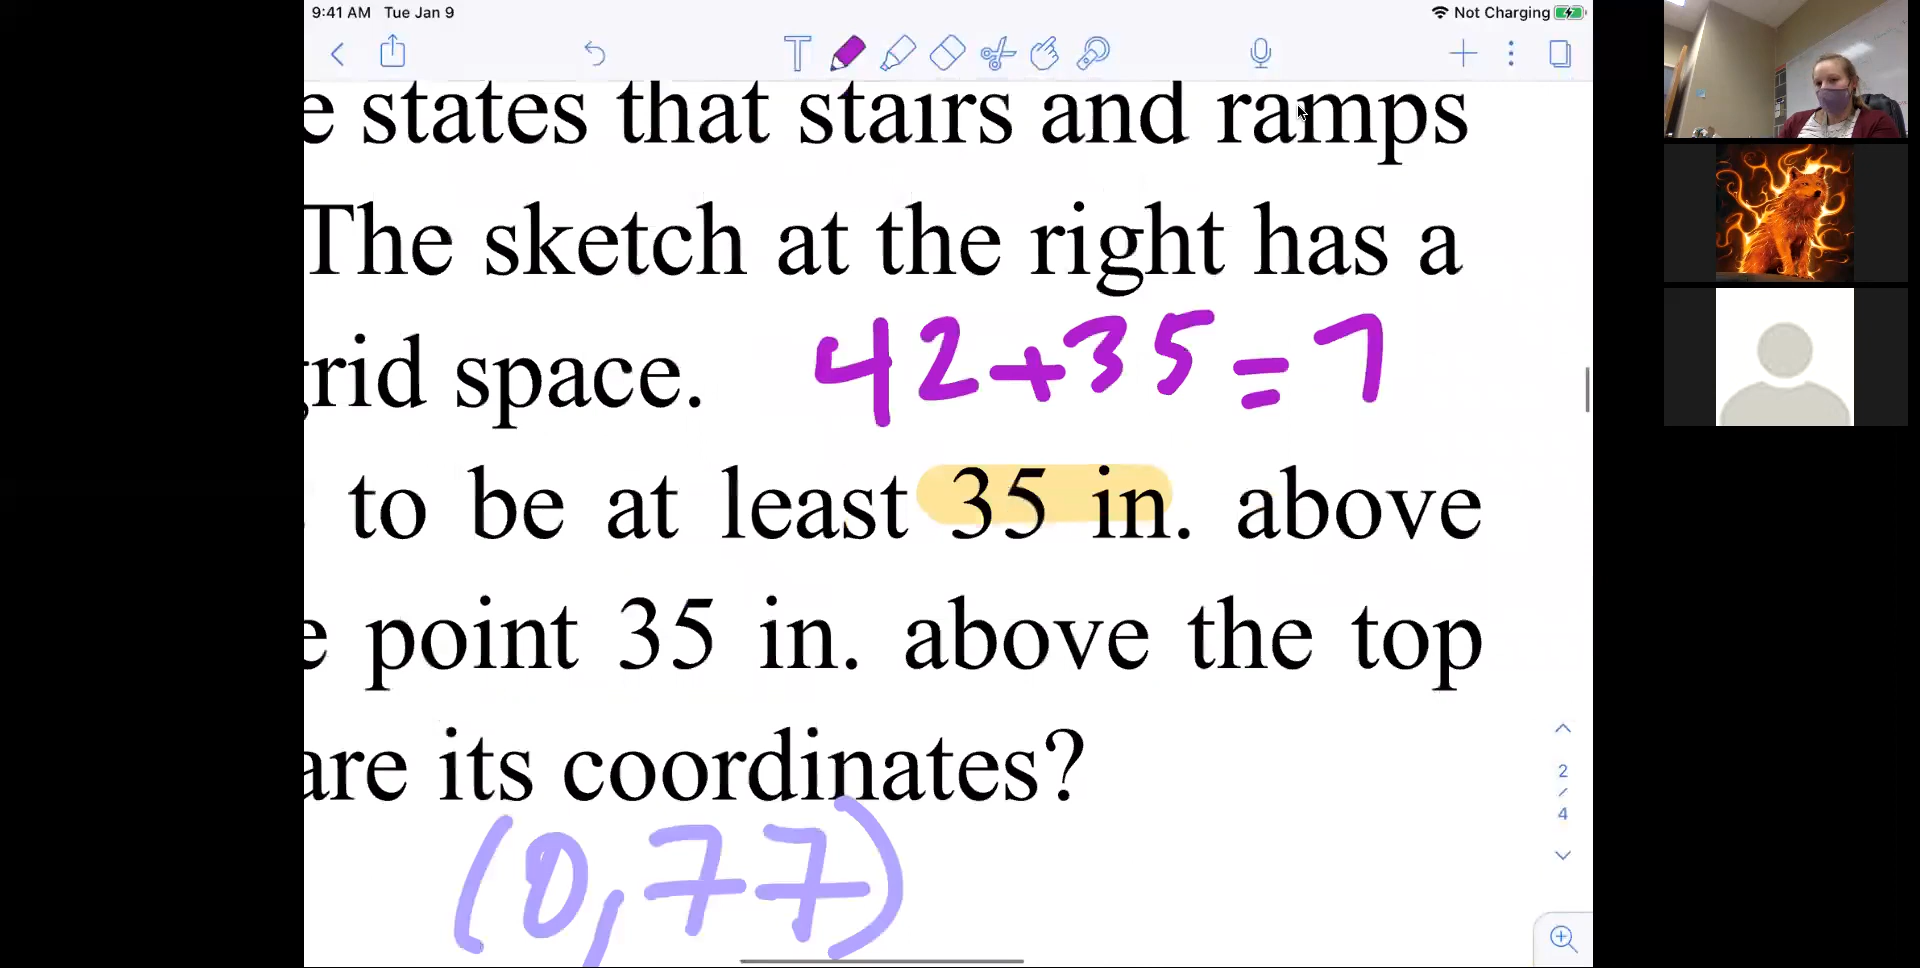 9:41 AM Tue Jan 9
Not Charging
e states that stairs and ramps
The sketch at the right has a
rid space.
42+35=7
to be at least 35 in. above
e point 35 in. above the top
are its coordinates?
(0,77)
2
4